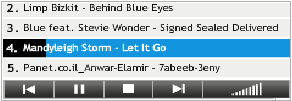 2. Limp Bizkit - Behind Blue Eyes
3. Blue feat. Stevie Wonder - Signed Sealed Delivered
4. Mandyleigh Storm - Let It Go
5. Panet.co.il_Anwar-Elamir - 7abeeb-3eny